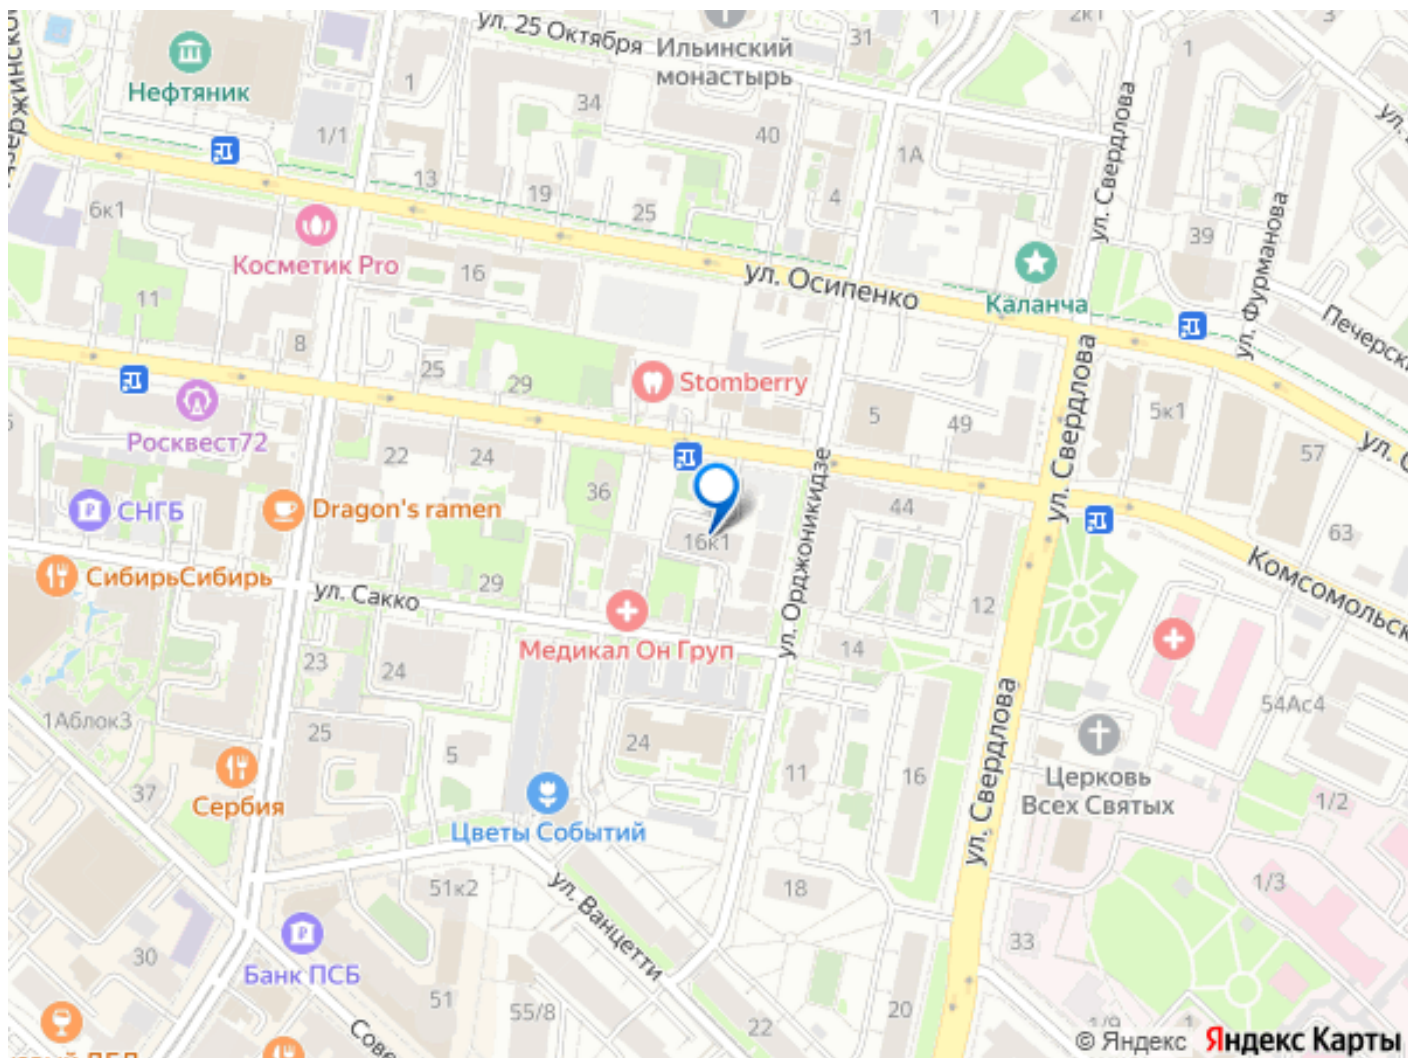 ул. 25 Октября
Ильинский
монастырь
31
1
2к1
3
1
Нефтяник
1
34
1/1
40
1А
ул. Свердлова
13
19
25
4
6к1
39
ул. Фурманова
Косметик Pro
16
ул. Осипенко
Каланча
11
8
25
29
Stomberry
Росквест72
22
24
5
49
5к1
57
ул. Свердлова
ул. Орджоникидзе
36
СНГБ
Dragon's ramen
16к1
44
63
СибирьСибирь
ул. Сакко
29
12
Медикал Он Груп
14
23
24
1Аблок3
25
5
24
54Ас4
Церковь
Всех Святых
11
16
37
Сербия
1/2
Цветы Событий
ул. Свердлова
51к2
ул. Ванцетти
18
1/3
30
Банк ПСБ
33
51
55/8
22
20
1/9
1
© Яндекс Яндекс Карты